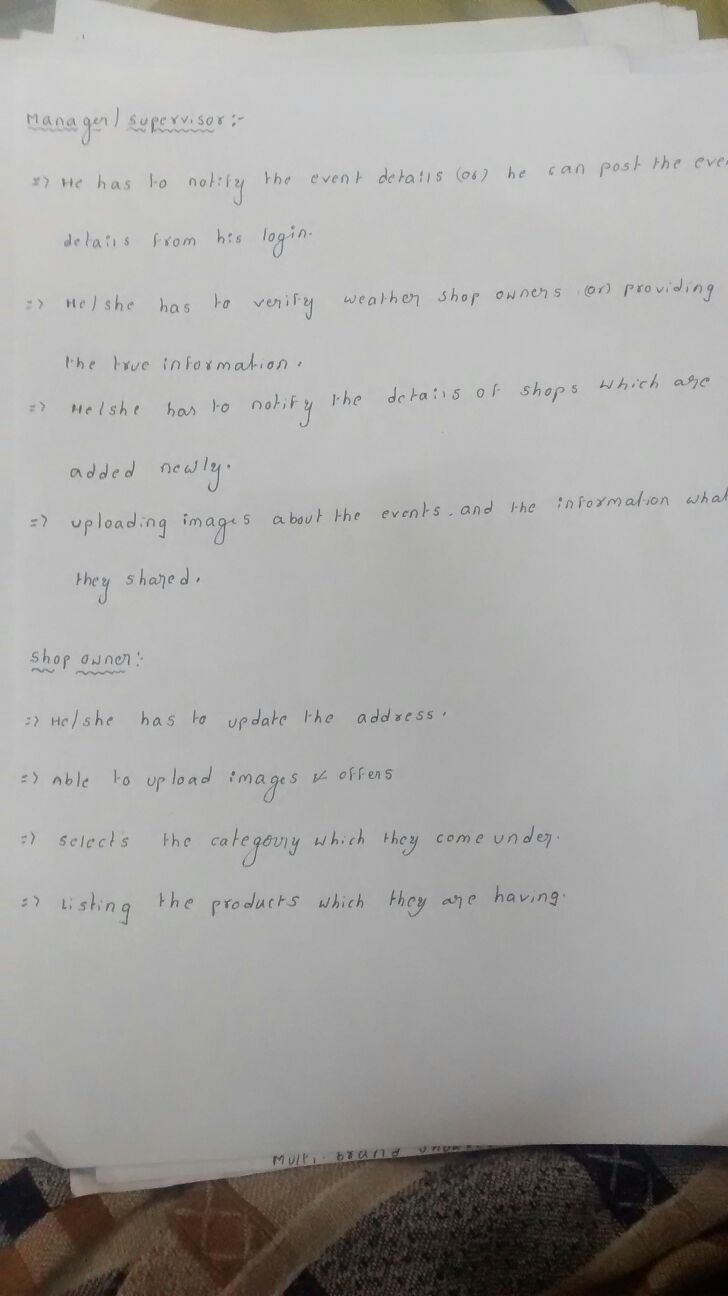 Manager/ supervisor:-
=> He has to notify the event details (or) he can post the eve
details from his login.
=> He/she has to verify weather shop owners (or) providing
the true information.
=> He/she has to notify the details of shops which are
added newly.
=> uploading images about the events. and the information what
they shared.
shop owner:-
=> He/she has to update the address.
=> Able to upload images & offers
=> selects the category which they come under.
=> Listing the products which they are having.
Multi-brand